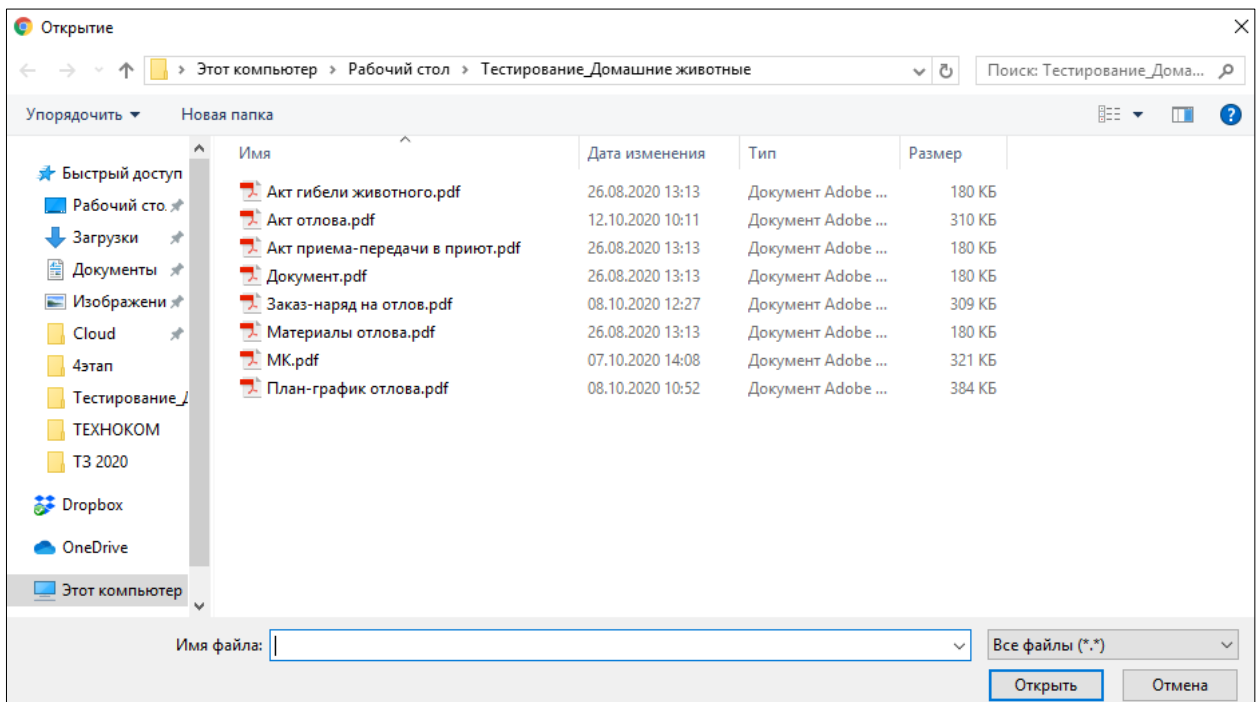 Открытие
Этот компьютер > Рабочий стол > Тестирование_Домашние животные
Поиск: Тестирование_Дома...
Упорядочить
Новая папка
Имя Дата изменения Тип Размер
Быстрый доступ
Рабочий сто.
Загрузки
Документы
Изображени
Cloud
4этап
Тестирование_Д
ТЕХНОКОМ
ТЗ 2020
Dropbox
OneDrive
Этот компьютер
Акт гибели животного.pdf 26.08.2020 13:13 Документ Adobe ... 180 КБ
Акт отлова.pdf 12.10.2020 10:11 Документ Adobe ... 310 КБ
Акт приема-передачи в приют.pdf 26.08.2020 13:13 Документ Adobe ... 180 КБ
Документ.pdf 26.08.2020 13:13 Документ Adobe ... 180 КБ
Заказ-наряд на отлов.pdf 08.10.2020 12:27 Документ Adobe ... 309 КБ
Материалы отлова.pdf 26.08.2020 13:13 Документ Adobe ... 180 КБ
МК.pdf 07.10.2020 14:08 Документ Adobe ... 321 КБ
План-график отлова.pdf 08.10.2020 10:52 Документ Adobe ... 384 КБ
Имя файла:
Все файлы (*.*)
Открыть
Отмена